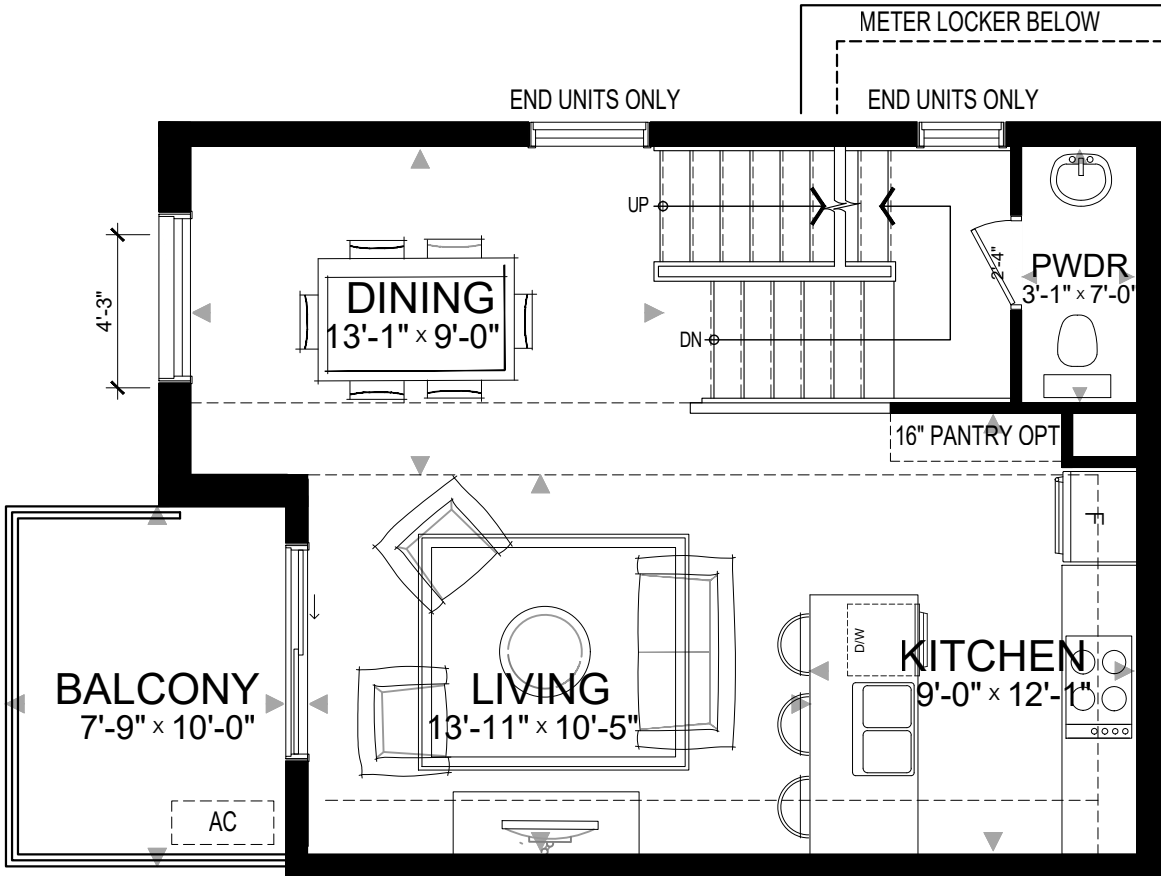 METER LOCKER BELOW
END UNITS ONLY
END UNITS ONLY
UP
2'-4"
PWDR
3'-1" x 7'-0"
4'-3"
DINING
13'-1" x 9'-0"
DN
16" PANTRY OPT
F
D/W
KITCHEN
9'-0" x 12'-1"
BALCONY
7'-9" x 10'-0"
LIVING
13'-11" x 10'-5"
AC